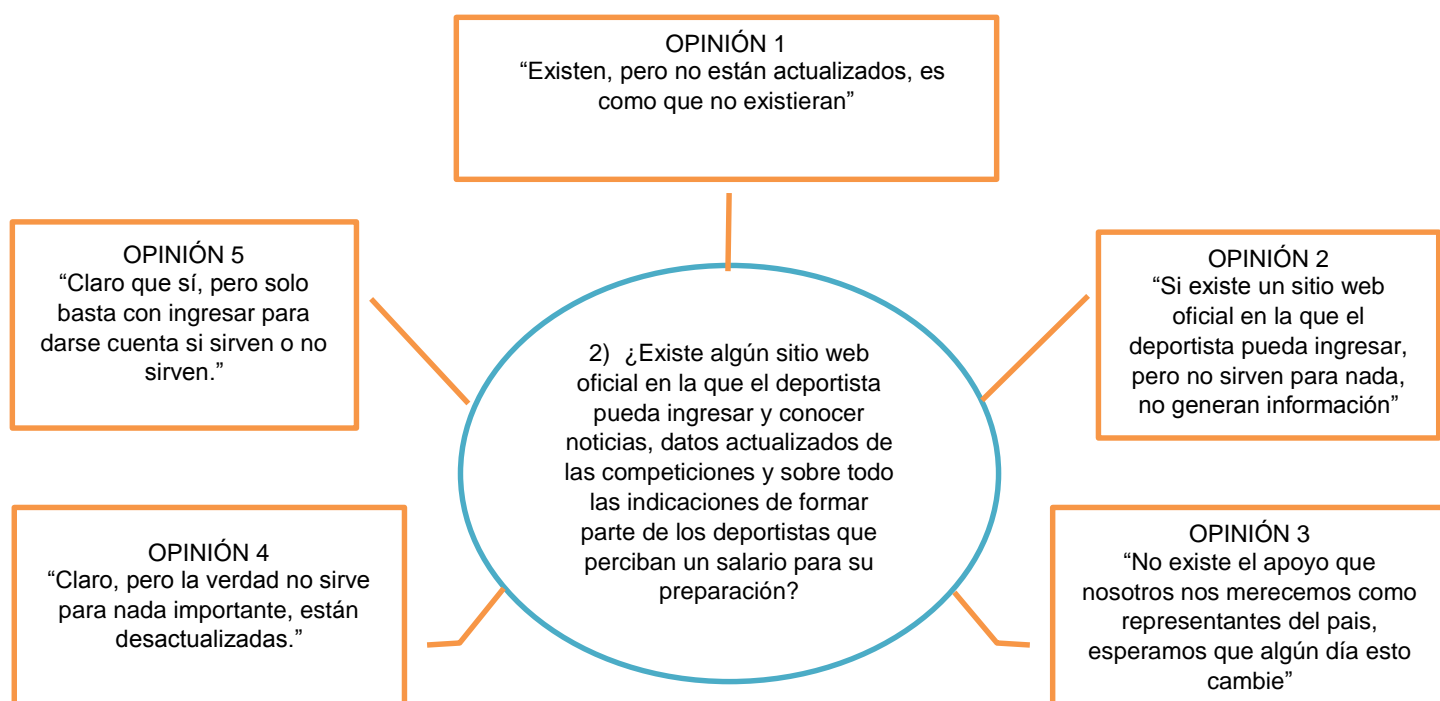 OPINIÓN 1
“Existen, pero no están actualizados, es
como que no existieran”
OPINIÓN 5
“Claro que sí, pero solo
basta con ingresar para
darse cuenta si sirven o no
sirven.”
OPINIÓN 2
“Si existe un sitio web
oficial en la que el
deportista pueda ingresar,
pero no sirven para nada,
no generan información”
2) ¿Existe algún sitio web
oficial en la que el deportista
pueda ingresar y conocer
noticias, datos actualizados de
las competiciones y sobre todo
las indicaciones de formar
parte de los deportistas que
perciban un salario para su
preparación?
OPINIÓN 4
“Claro, pero la verdad no sirve
para nada importante, están
desactualizadas.”
OPINIÓN 3
“No existe el apoyo que
nosotros nos merecemos como
representantes del pais,
esperamos que algún día esto
cambie”